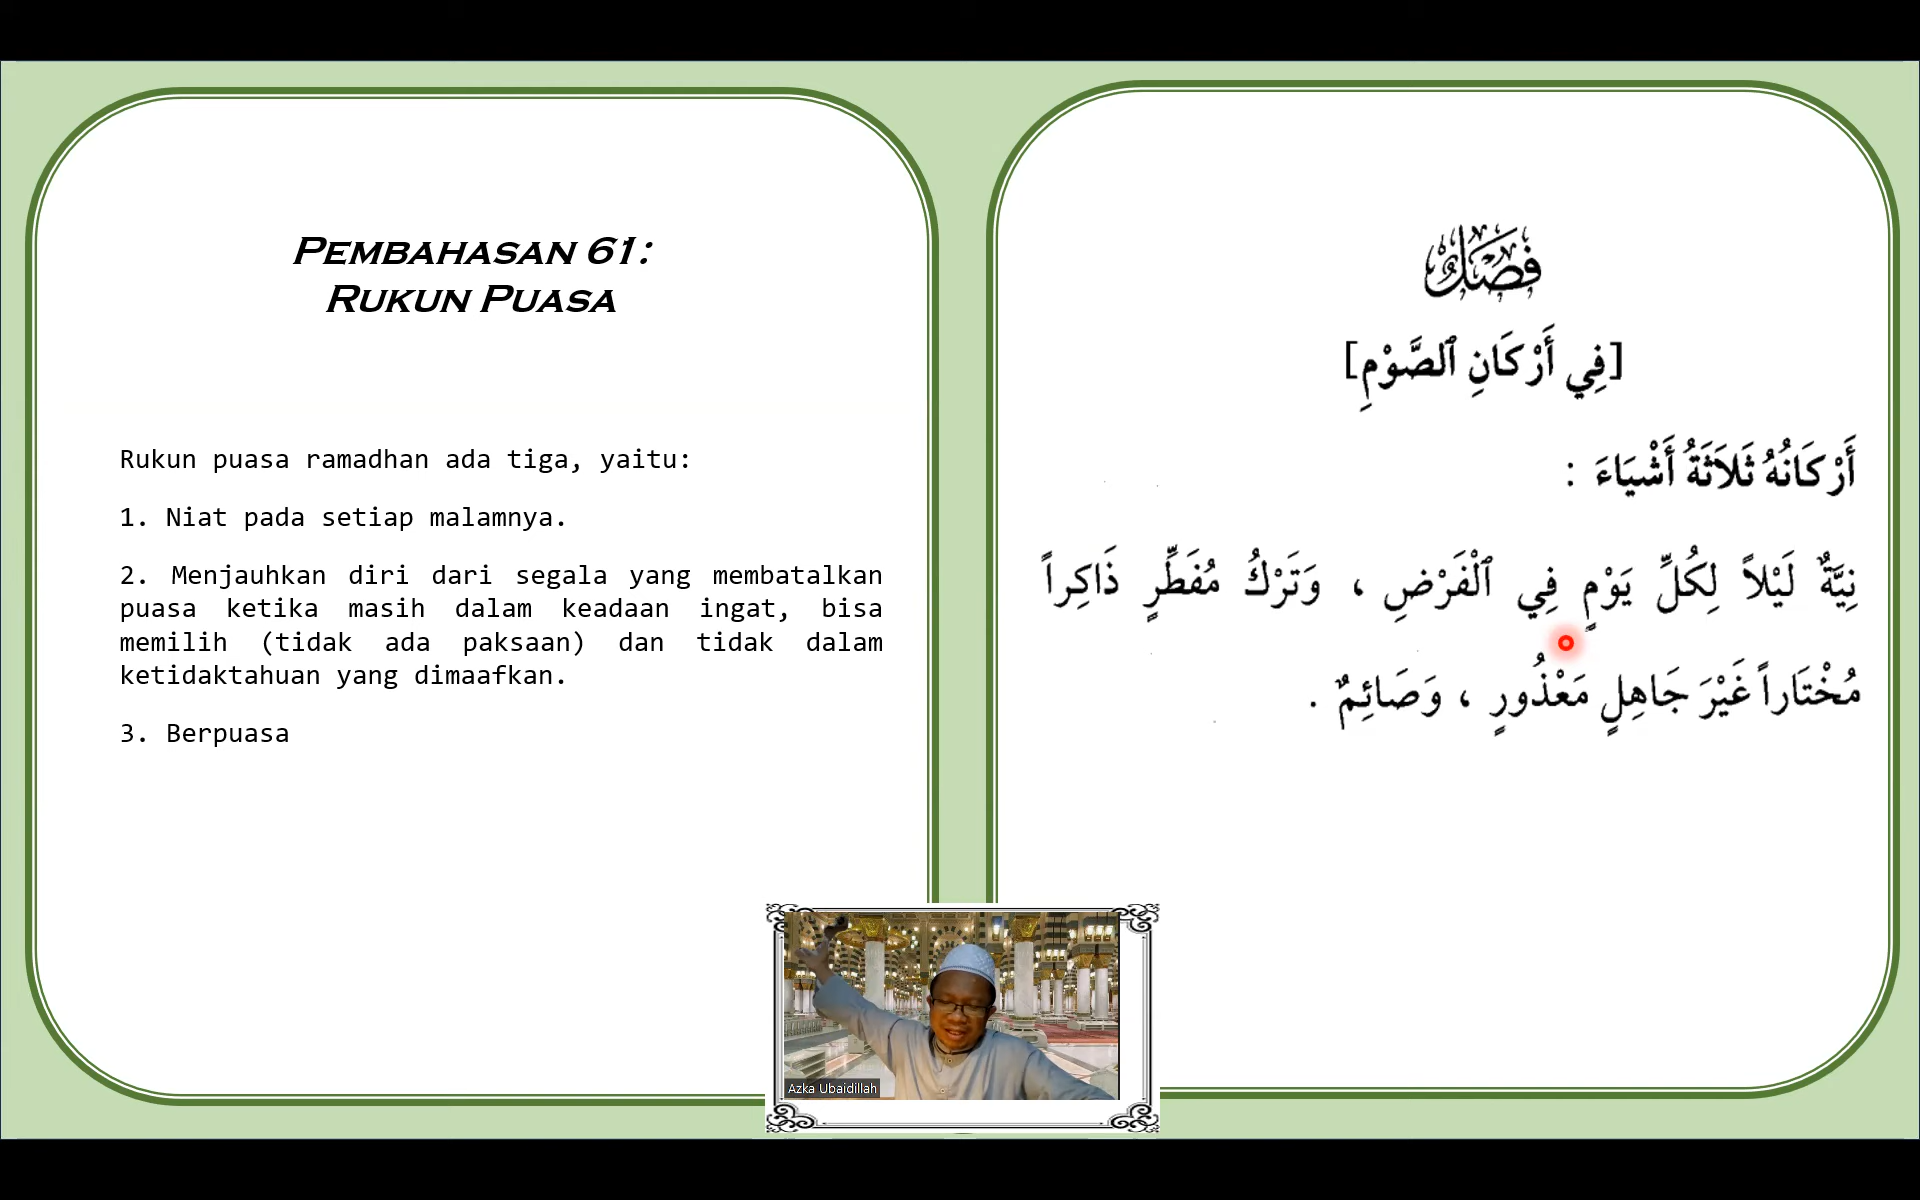 PEMBAHASAN 61:
RUKUN PUASA
Rukun puasa ramadhan ada tiga, yaitu:
1. Niat pada setiap malamnya.
2. Menjauhkan diri dari segala yang membatalkan
puasa ketika masih dalam keadaan ingat, bisa
memilih (tidak ada paksaan) dan tidak dalam
ketidaktahuan yang dimaafkan.
3. Berpuasa
فَصْلٌ
[فِي أَرْكَانِ ٱلصَّوْمِ]
أَرْكَانُهُ ثَلاَثَةُ أَشْيَاءَ :
نِيَّةٌ لَيْلاً لِكُلِّ يَوْمٍ فِي ٱلْفَرْضِ ، وَتَرْكُ مُفَطِّرٍ ذَاكِراً
مُخْتَاراً غَيْرَ جَاهِلٍ مَعْذُورٍ ، وَصَائِمٌ .
Azka Ubaidillah